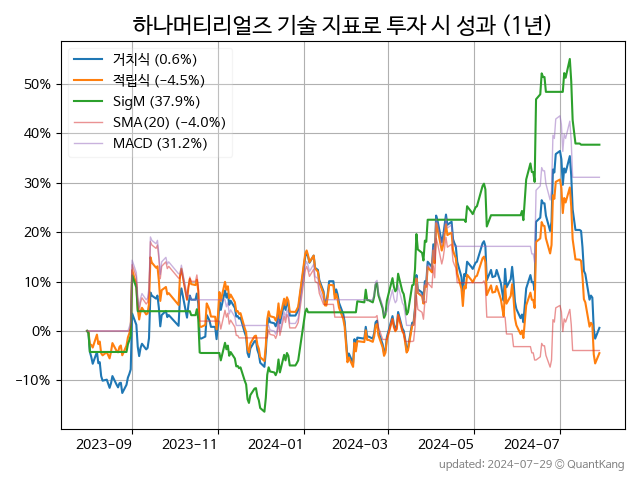 하나머티리얼즈 기술 지표로 투자 시 성과 (1년)
거치식 (0.6%)
적립식 (-4.5%)
SigM (37.9%)
SMA(20) (-4.0%)
MACD (31.2%)
50%
40%
30%
20%
10%
0%
-10%
2023-09 2023-11 2024-01 2024-03 2024-05 2024-07
updated: 2024-07-29 © QuantKang